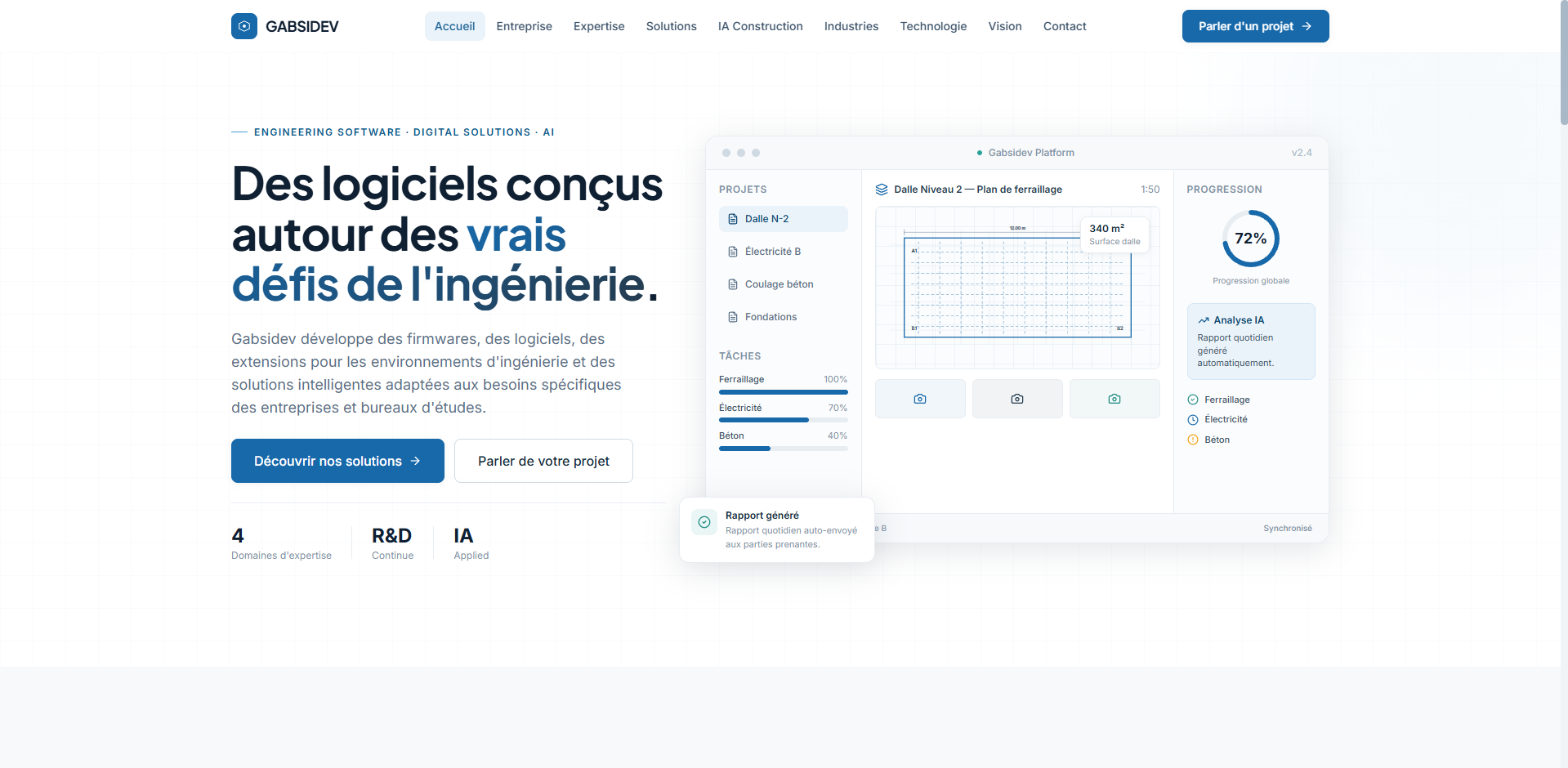 GABSIDEV
Accueil
Entreprise
Expertise
Solutions
IA Construction
Industries
Technologie
Vision
Contact
Parler d'un projet
ENGINEERING SOFTWARE · DIGITAL SOLUTIONS · AI
Des logiciels conçus
autour des vrais
défis de l'ingénierie.
Gabsidev développe des firmwares, des logiciels, des
extensions pour les environnements d'ingénierie et des
solutions intelligentes adaptées aux besoins spécifiques
des entreprises et bureaux d'études.
Découvrir nos solutions
Parler de votre projet
4
Domaines d'expertise
R&D
Continue
IA
Applied
Gabsidev Platform
v2.4
PROJETS
Dalle N-2
Électricité B
Coulage béton
Fondations
TÂCHES
Ferraillage 100%
Électricité 70%
Béton 40%
Dalle Niveau 2 — Plan de ferraillage
1:50
12.00 m
340 m²
Surface dalle
A1
B1
B2
PROGRESSION
72%
Progression globale
Analyse IA
Rapport quotidien
généré
automatiquement.
Ferraillage
Électricité
Béton
Rapport généré
Rapport quotidien auto-envoyé
aux parties prenantes.
e B
Synchronisé